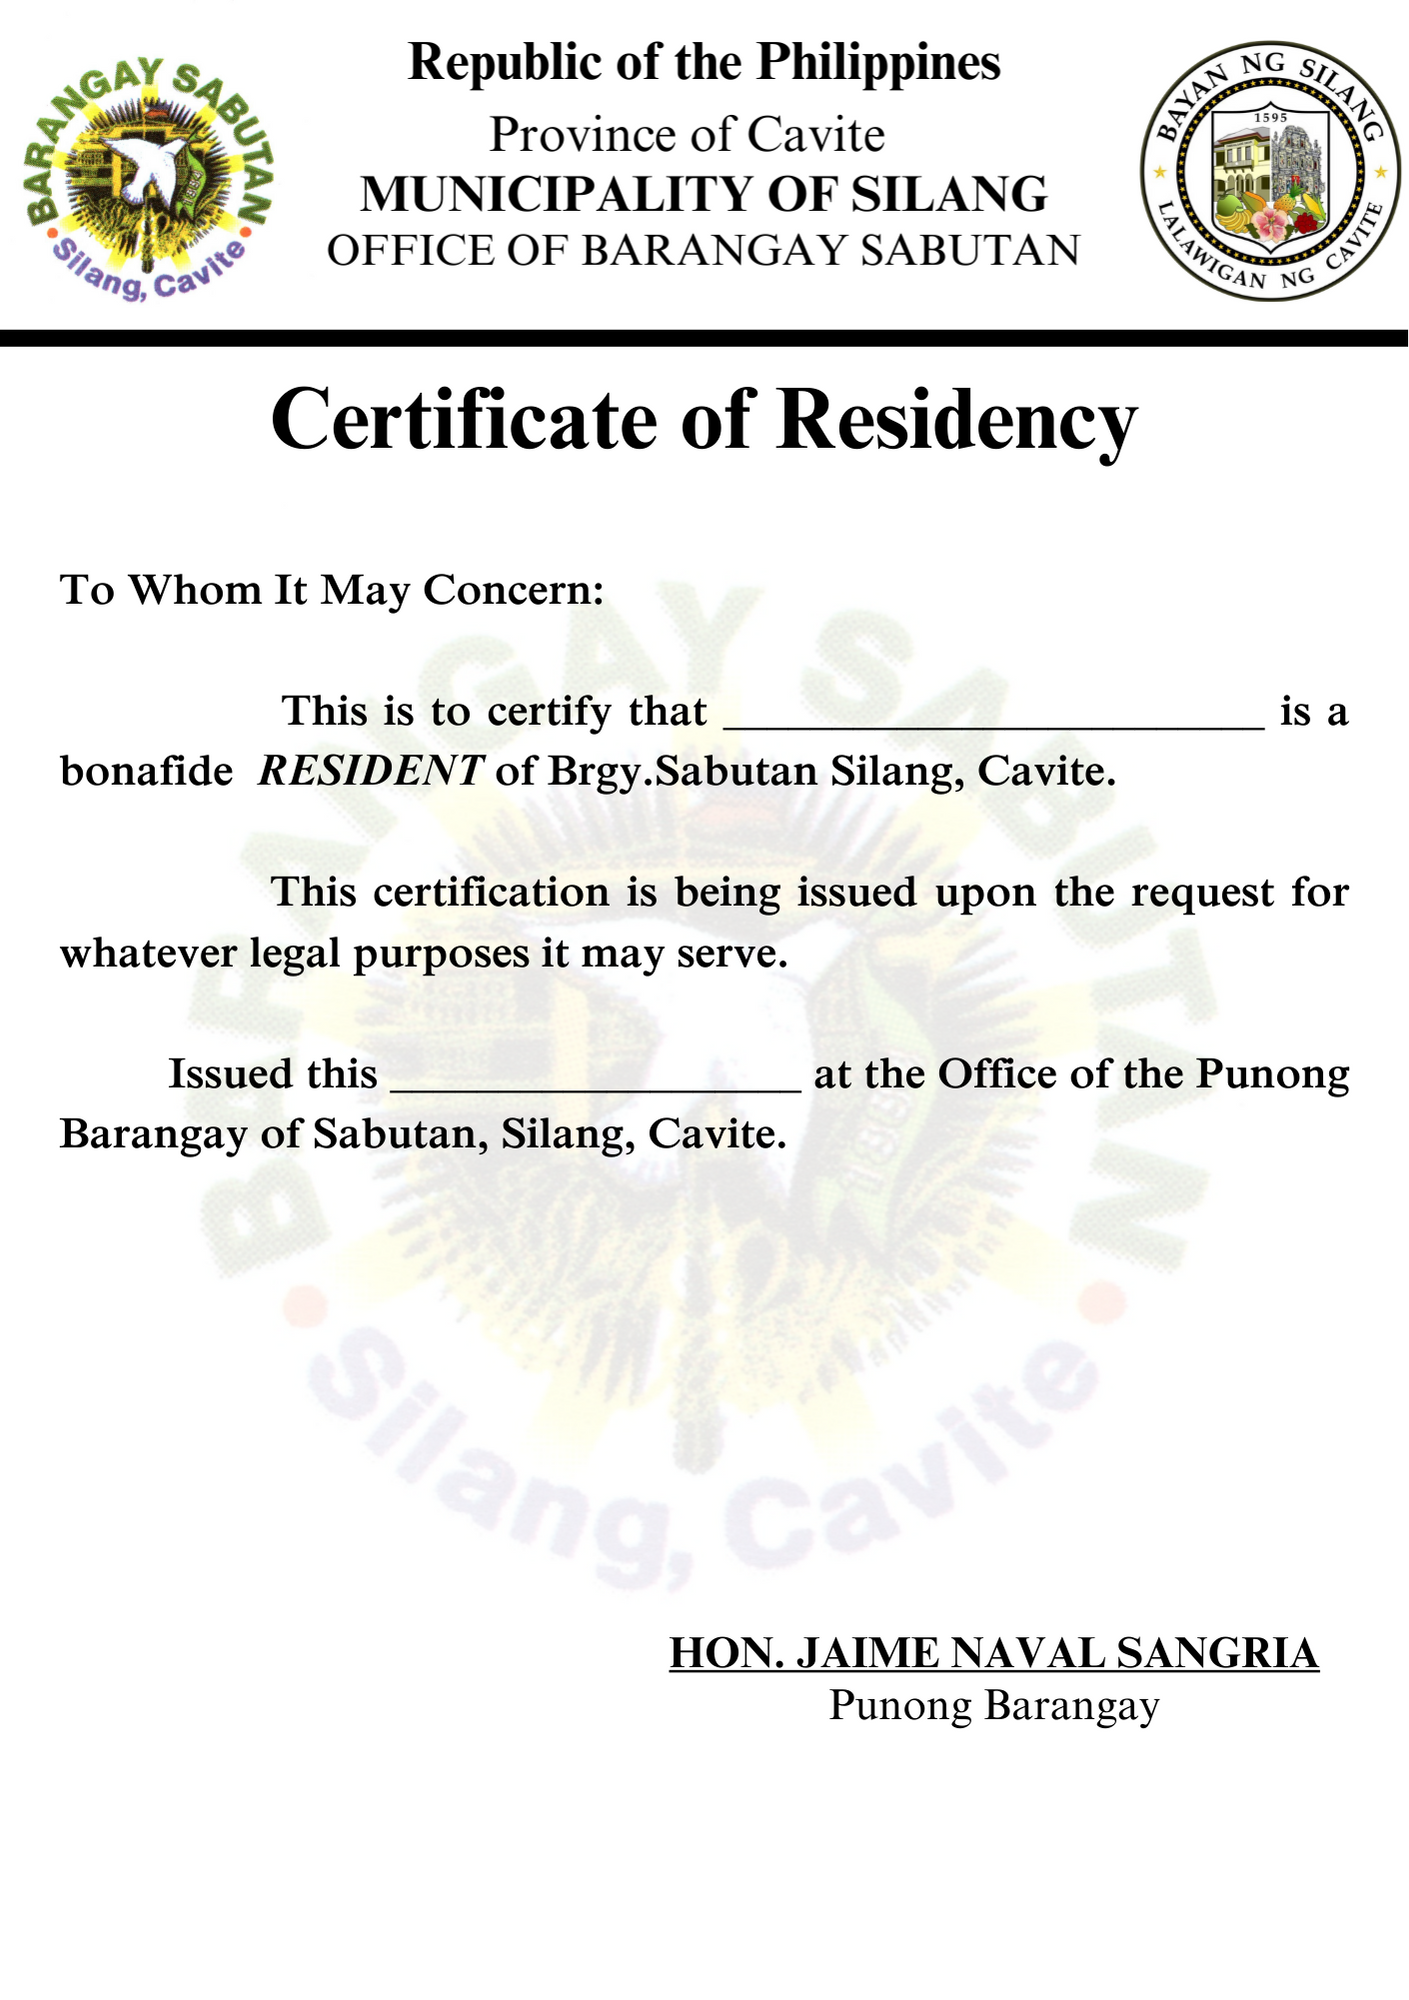 Republic of the Philippines
Province of Cavite
MUNICIPALITY OF SILANG
OFFICE OF BARANGAY SABUTAN
BARANGAY SABUTAN
Silang, Cavite
BAYAN NG SILANG
1595
LALAWIGAN NG CAVITE
Certificate of Residency
To Whom It May Concern:
This is to certify that _________________________ is a
bonafide RESIDENT of Brgy.Sabutan Silang, Cavite.
This certification is being issued upon the request for
whatever legal purposes it may serve.
Issued this ___________________ at the Office of the Punong
Barangay of Sabutan, Silang, Cavite.
BARANGAY SABUTAN
Silang, Cavite
HON. JAIME NAVAL SANGRIA
Punong Barangay